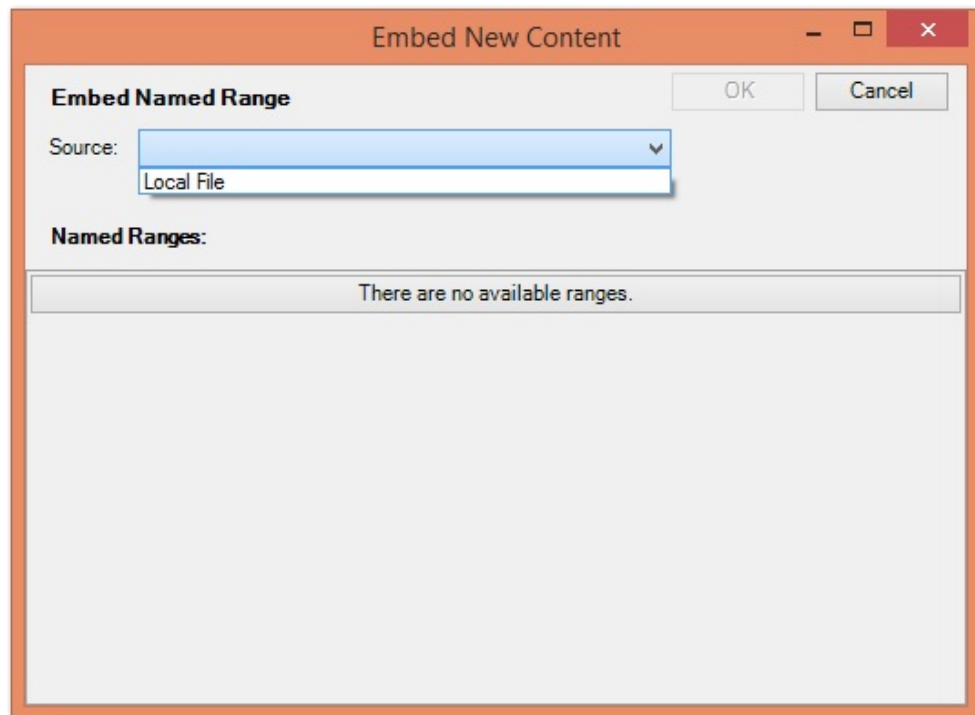 Embed New Content
Embed Named Range
OK
Cancel
Source:
Local File
Named Ranges:
There are no available ranges.